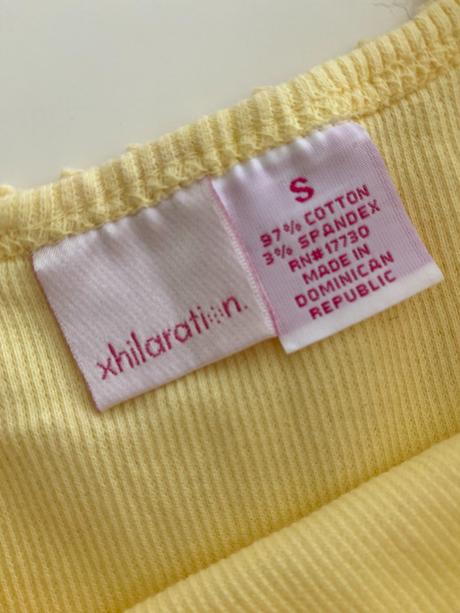 xhilaration.
S
97% COTTON
3% SPANDEX
RN# 17730
MADE IN
DOMINICAN
REPUBLIC